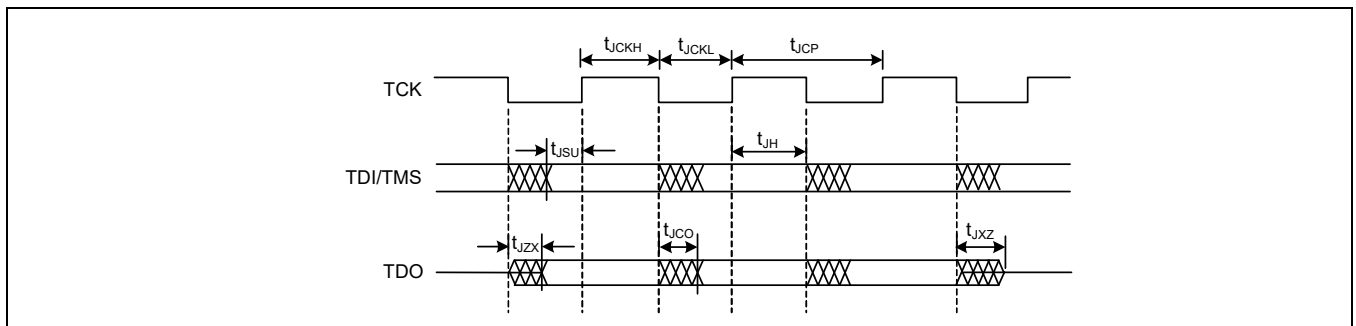 tJCKH tJCKL tJCP
TCK
tJSU tJH
TDI/TMS
tJZX tJCO tJXZ
TDO